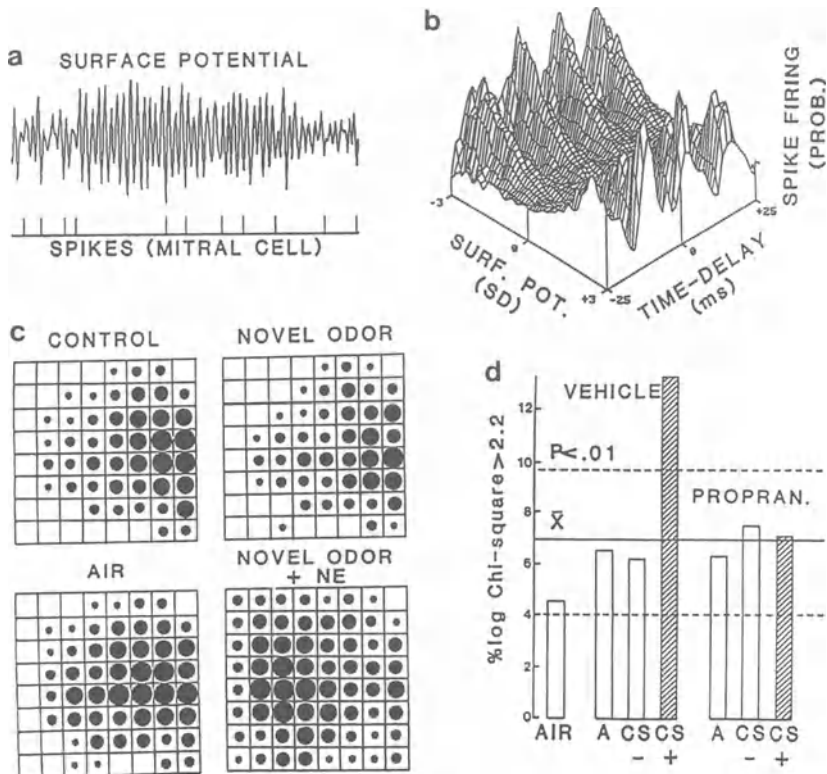 a
SURFACE POTENTIAL
SPIKES (MITRAL CELL)
b
SPIKE FIRING
(PROB.)
-3
0
+3
-25
0
+25
SURF. POT.
(SD)
TIME-DELAY
(ms)
c
CONTROL
NOVEL ODOR
AIR
NOVEL ODOR
+ NE
d
VEHICLE
PROPRAN.
P<.01
X̄
%log Chi-square>2.2
12
10
8
6
4
2
0
AIR
A
CS
-
CS
+
A
CS
-
CS
+